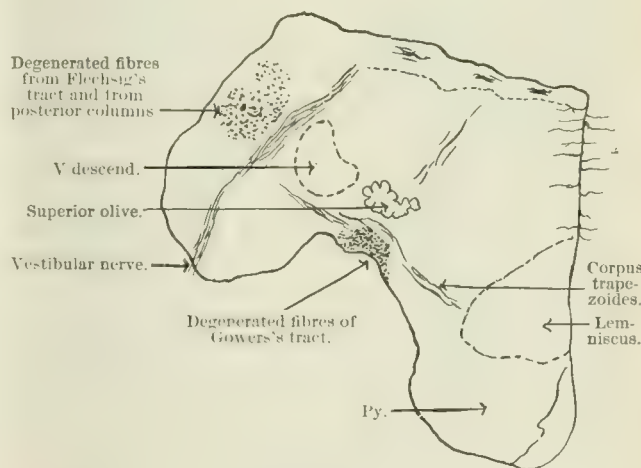 Degenerated fibres
from Flechsig's
tract and from
posterior columns
V descend.
Superior olive.
Vestibular nerve.
Degenerated fibres of
Gowers's tract.
Corpus
trape-
zoides.
Lem-
niscus.
Py.